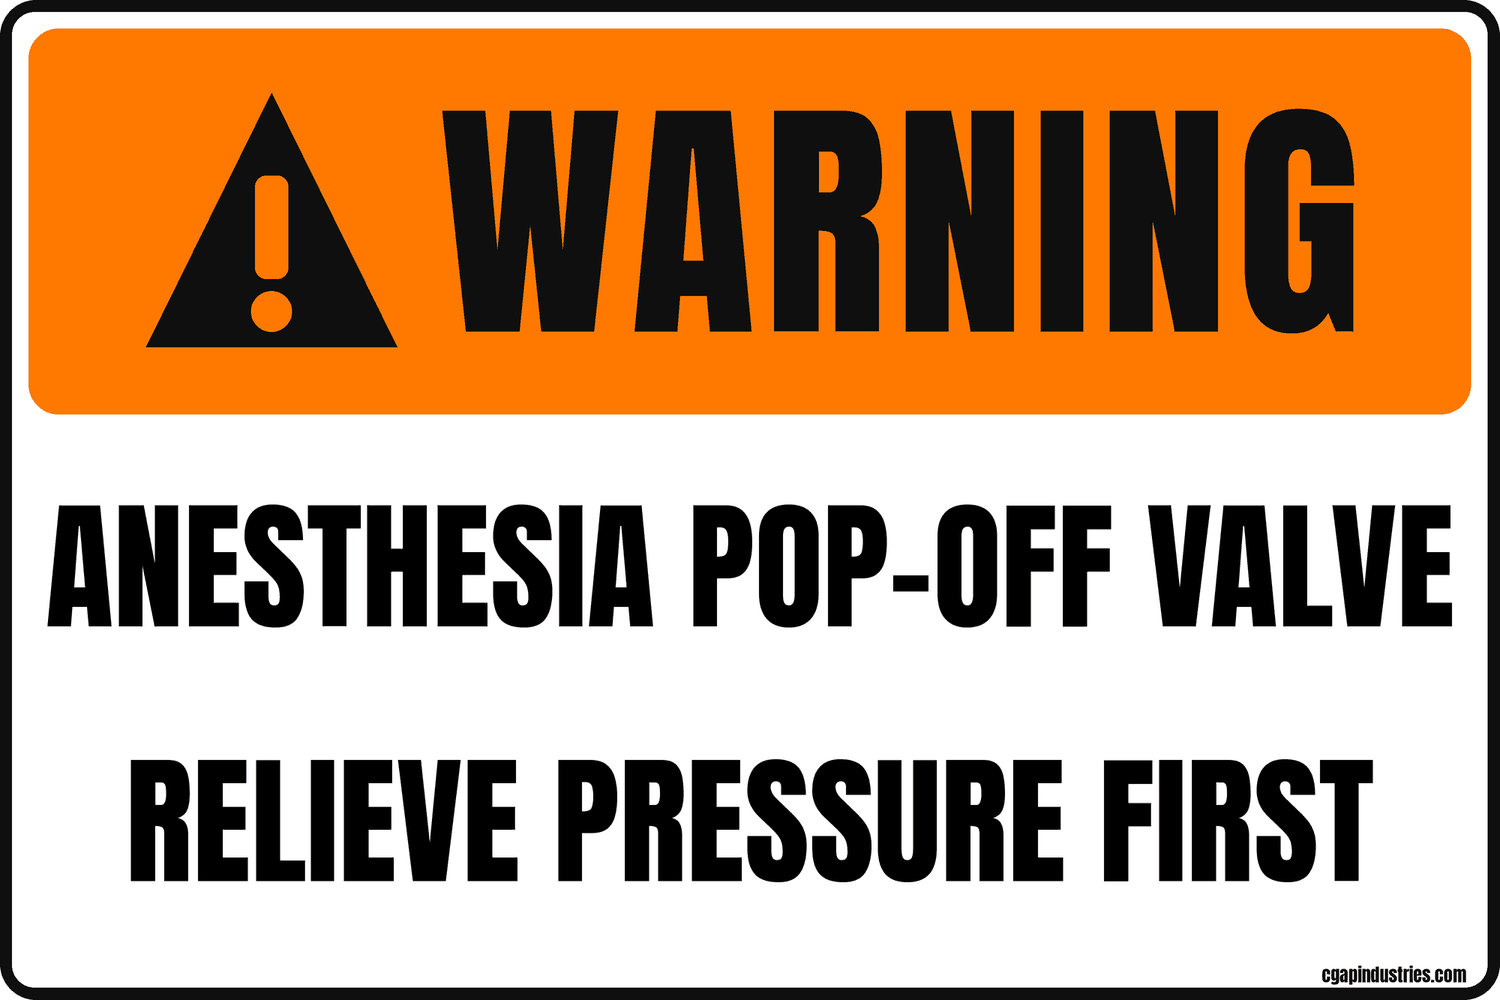 WARNING
ANESTHESIA POP-OFF VALVE
RELIEVE PRESSURE FIRST
cgapindustries.com